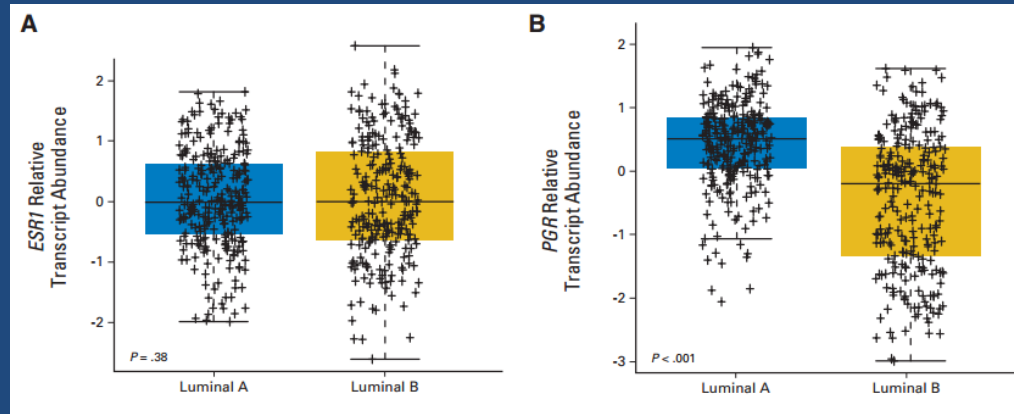 A
ESR1 Relative
Transcript Abundance
2
1
0
-1
-2
P = .38
Luminal A
Luminal B
B
PGR Relative
Transcript Abundance
2
1
0
-1
-2
-3
P < .001
Luminal A
Luminal B